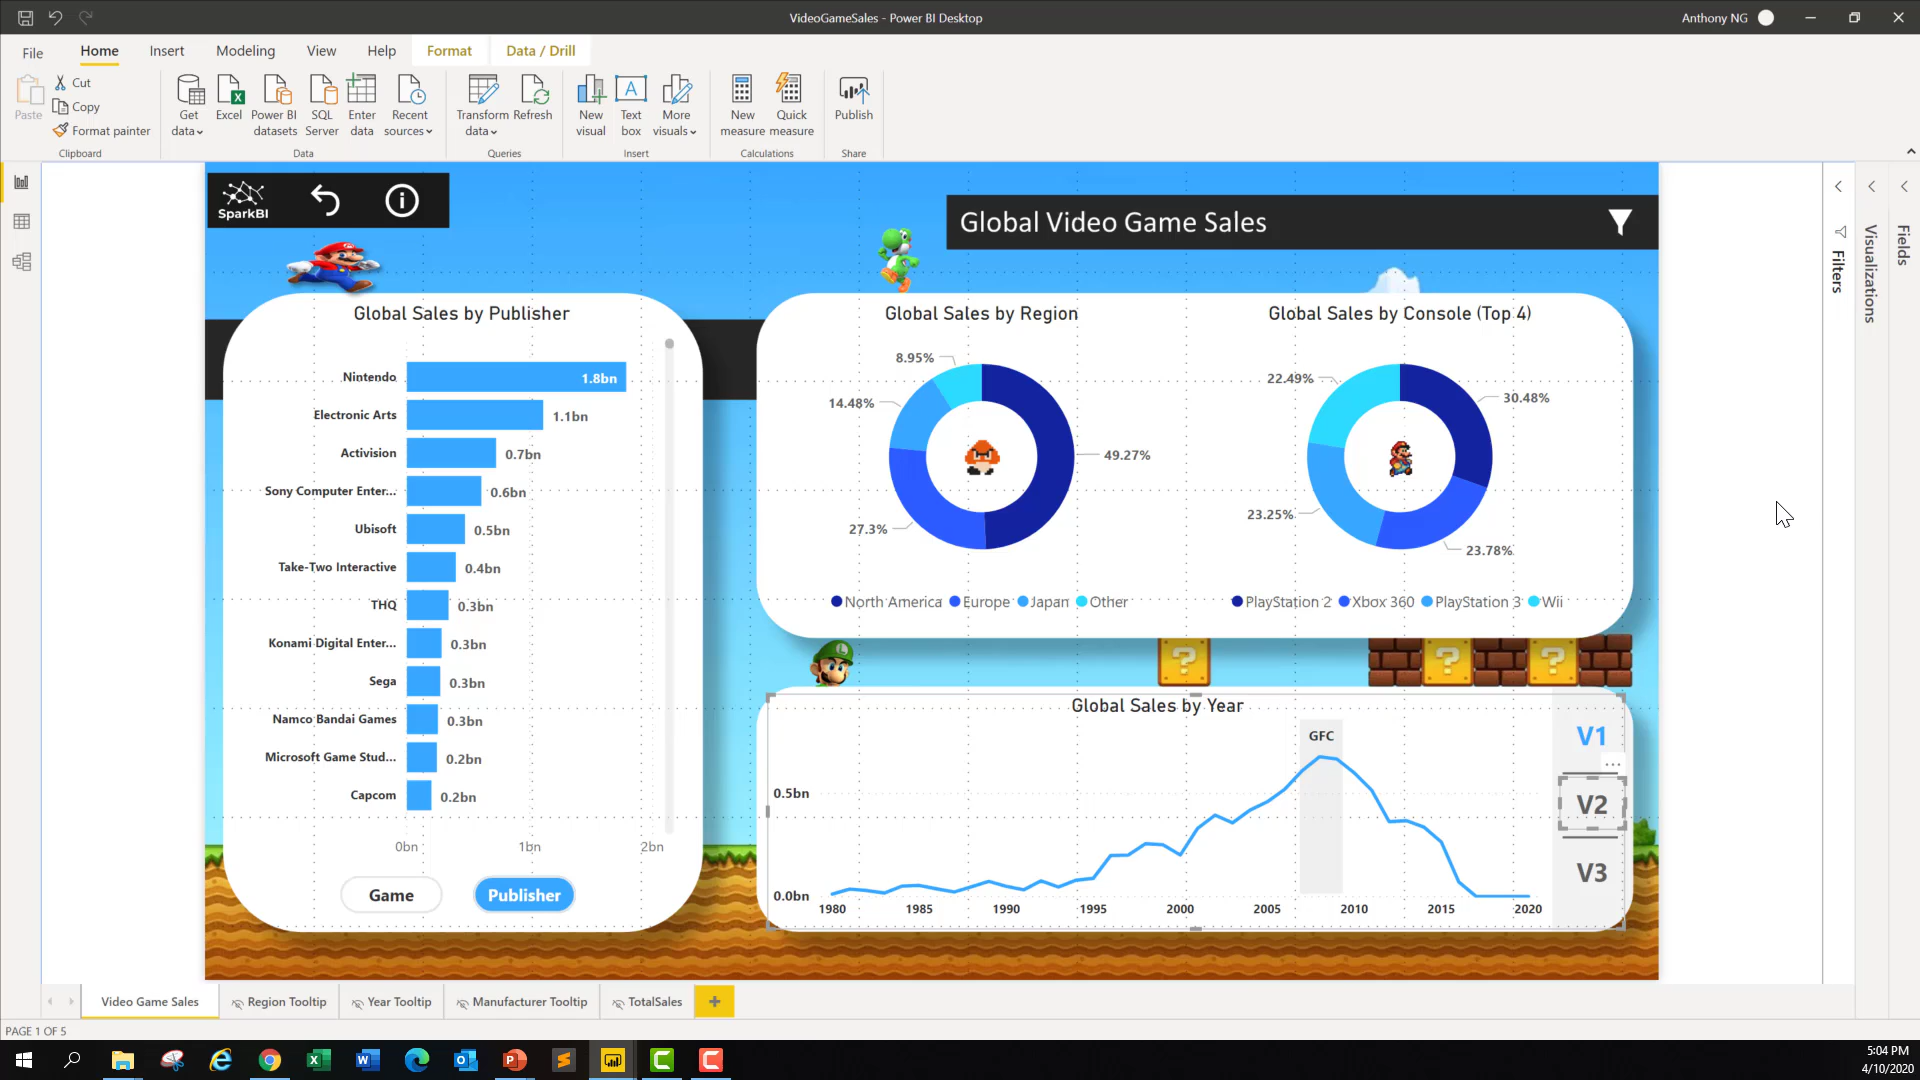 VideoGameSales - Power BI Desktop
Anthony NG
File Home Insert Modeling View Help Format Data / Drill
Paste
Cut
Copy
Format painter
Clipboard
Get data
Excel
Power BI datasets
SQL Server
Enter data
Recent sources
Data
Transform data
Refresh
Queries
New visual
Text box
More visuals
Insert
New measure
Quick measure
Calculations
Publish
Share
SparkBI
Global Video Game Sales
Filters
Visualizations
Fields
Global Sales by Publisher
Nintendo 1.8bn
Electronic Arts 1.1bn
Activision 0.7bn
Sony Computer Enter... 0.6bn
Ubisoft 0.5bn
Take-Two Interactive 0.4bn
THQ 0.3bn
Konami Digital Enter... 0.3bn
Sega 0.3bn
Namco Bandai Games 0.3bn
Microsoft Game Stud... 0.2bn
Capcom 0.2bn
0bn 1bn 2bn
Game Publisher
Global Sales by Region
8.95%
14.48%
49.27%
27.3%
North America Europe Japan Other
Global Sales by Console (Top 4)
22.49%
30.48%
23.25%
23.78%
PlayStation 2 Xbox 360 PlayStation 3 Wii
? ? ?
L
Global Sales by Year
GFC
0.5bn
0.0bn
1980 1985 1990 1995 2000 2005 2010 2015 2020
V1
...
V2
V3
Video Game Sales Region Tooltip Year Tooltip Manufacturer Tooltip TotalSales +
PAGE 1 OF 5
5:04 PM
4/10/2020